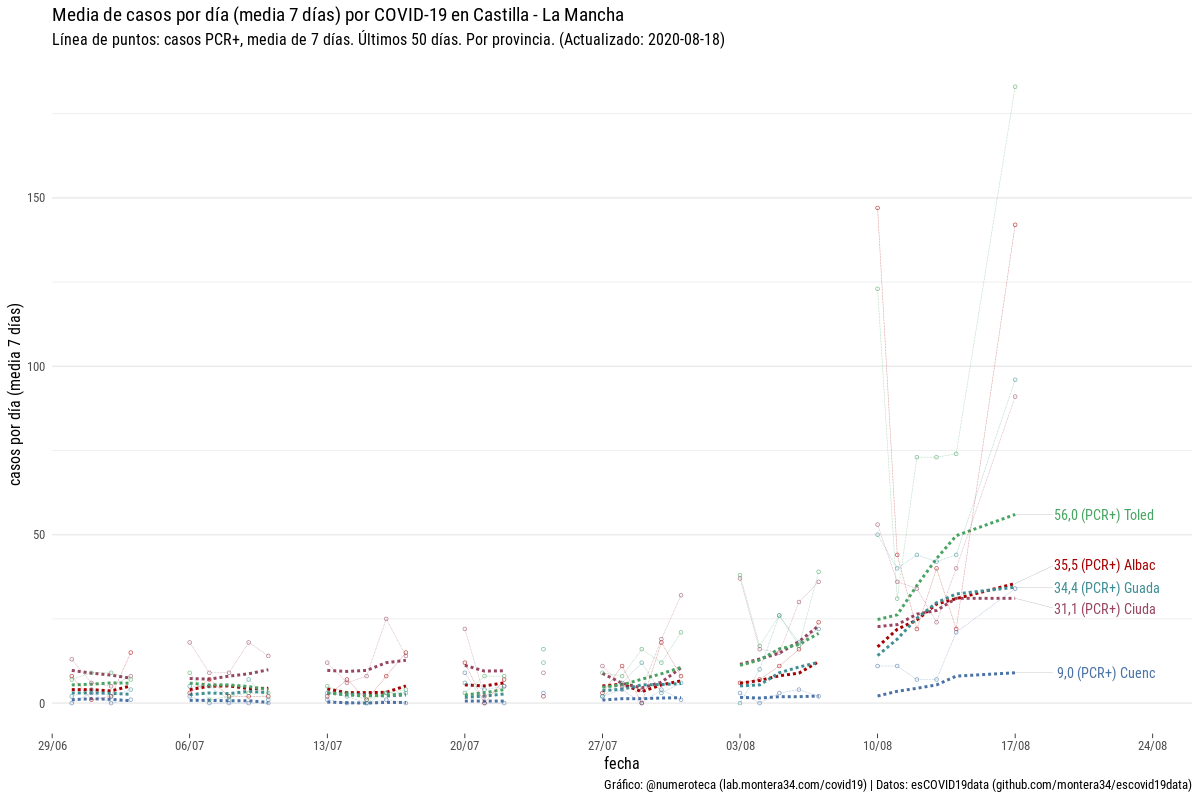 Media de casos por día (media 7 días) por COVID-19 en Castilla - La Mancha
Línea de puntos: casos PCR+, media de 7 días. Últimos 50 días. Por provincia. (Actualizado: 2020-08-18)
casos por día (media 7 días)
150
100
50
0
56,0 (PCR+) Toled
35,5 (PCR+) Albac
34,4 (PCR+) Guada
31,1 (PCR+) Ciuda
9,0 (PCR+) Cuenc
29/06
06/07
13/07
20/07
27/07
03/08
10/08
17/08
24/08
fecha
Gráfico: @numeroteca (lab.montera34.com/covid19) | Datos: esCOVID19data (github.com/montera34/escovid19data)